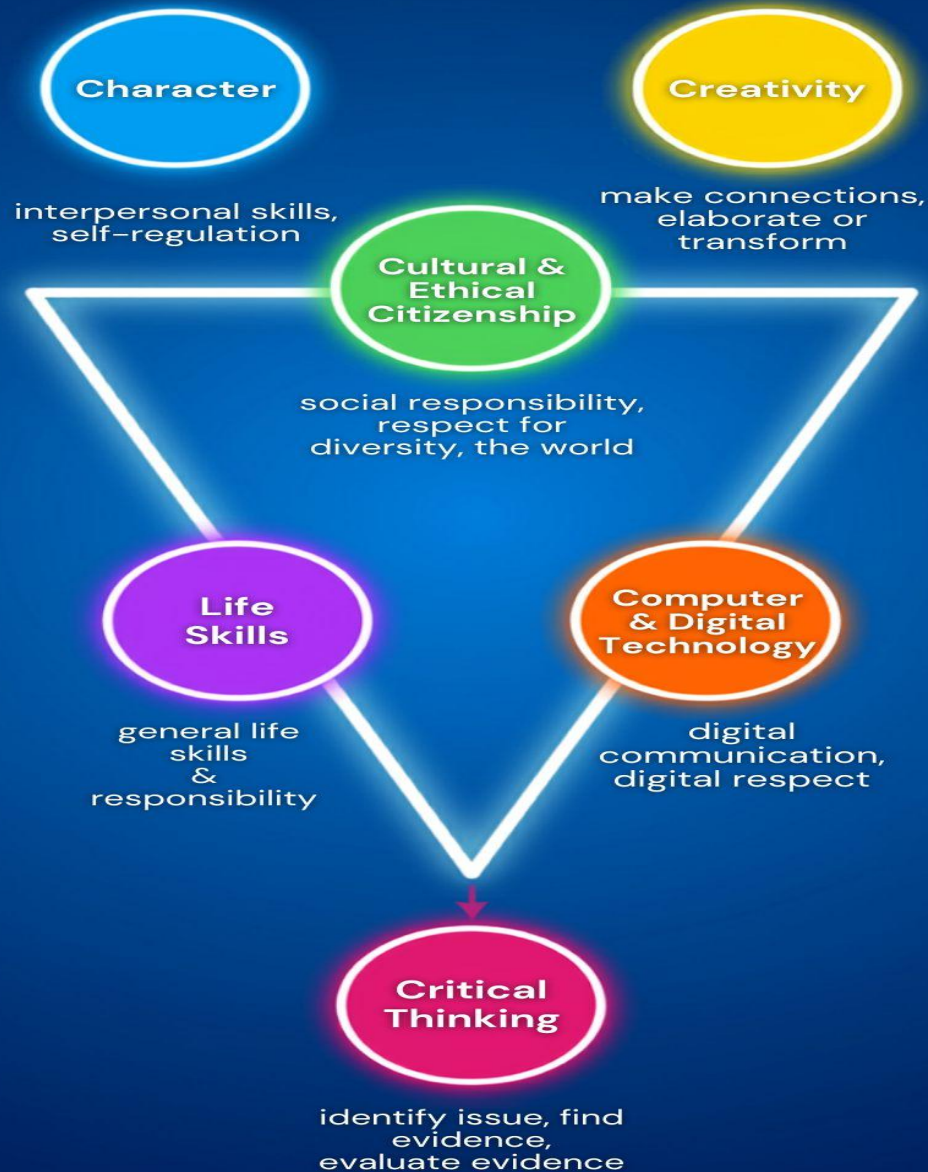 Character
interpersonal skills,
self-regulation
Creativity
make connections,
elaborate or
transform
Cultural &
Ethical
Citizenship
social responsibility,
respect for
diversity, the world
Life
Skills
general life
skills
&
responsibility
Computer
& Digital
Technology
digital
communication,
digital respect
Critical
Thinking
identify issue, find
evidence,
evaluate evidence